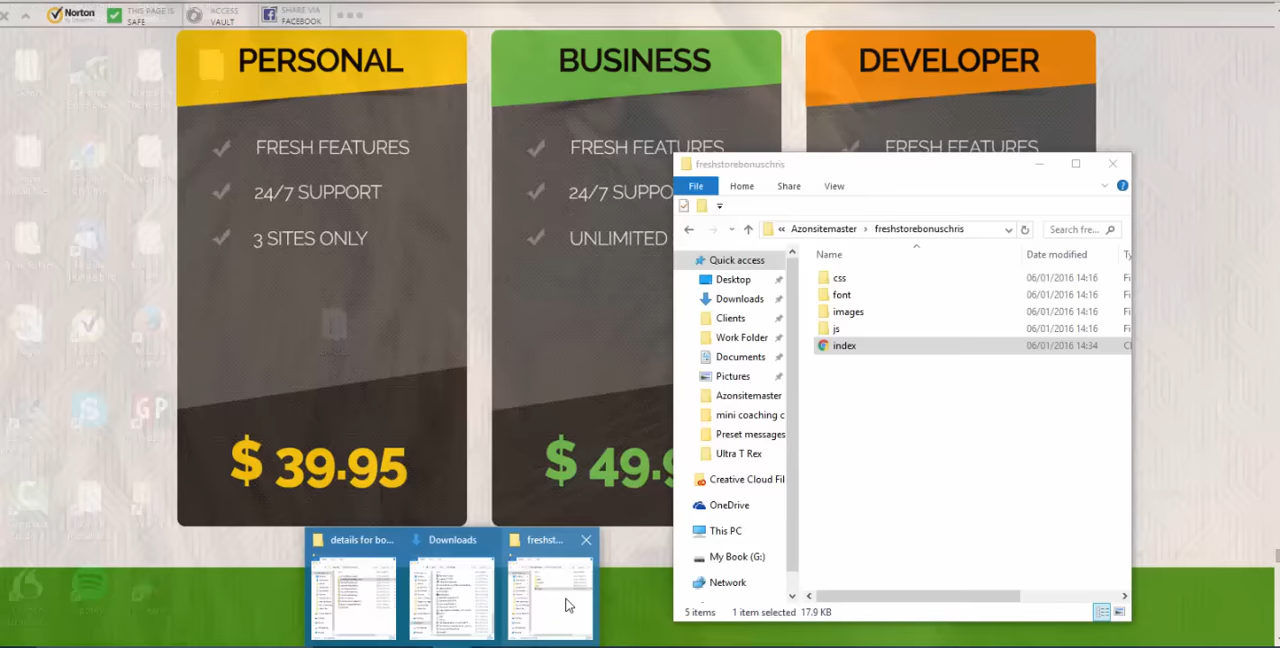 Norton
THIS PAGE IS
SAFE
ACCESS
VAULT
SHARE VIA
FACEBOOK
PERSONAL
FRESH FEATURES
24/7 SUPPORT
3 SITES ONLY
$ 39.95
BUSINESS
FRESH FEATURES
24/7 SUPPO
UNLIMITED
$ 49.9
DEVELOPER
FRESH FEATURES
freshstorebonuschris
File Home Share View
« Azonsitemaster › freshstorebonuschris
Search fre...
Name Date modified Ty
Quick access
Desktop
Downloads
Clients
Work Folder
Documents
Pictures
Azonsitemaster
mini coaching c
Preset messages
Ultra T Rex
Creative Cloud Fil
OneDrive
This PC
My Book (G:)
Network
css 06/01/2016 14:16 Fi
font 06/01/2016 14:16 Fi
images 06/01/2016 14:16 Fi
js 06/01/2016 14:16 Fi
index 06/01/2016 14:34 C
5 items 1 item selected 17.9 KB
details for bo...
Downloads
freshst...